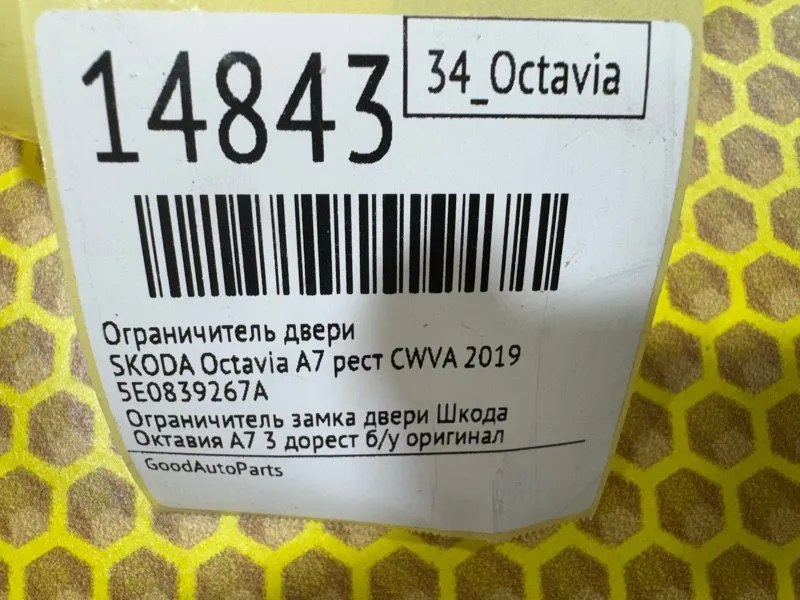 14843
34_Octavia
Ограничитель двери
SKODA Octavia A7 рест CWVA 2019
5E0839267A
Ограничитель замка двери Шкода
Октавия А7 3 дорест б/у оригинал
GoodAutoParts